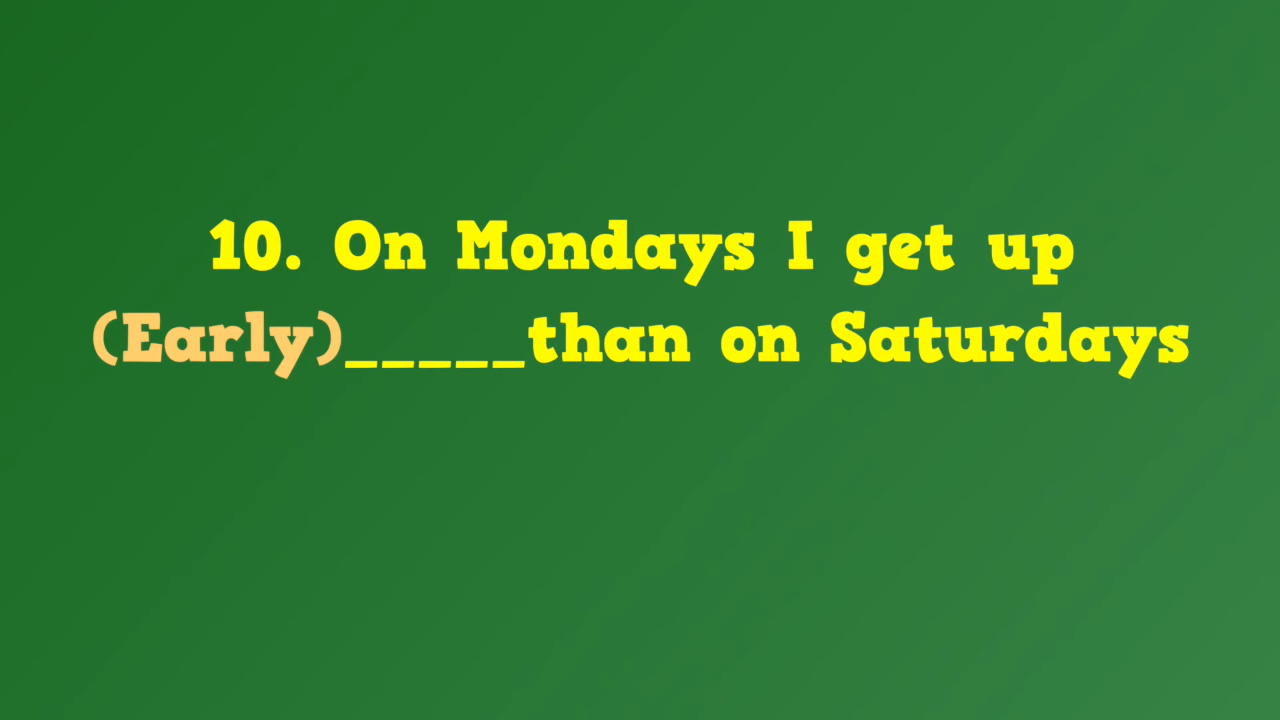 10. On Mondays I get up
(Early)_____than on Saturdays